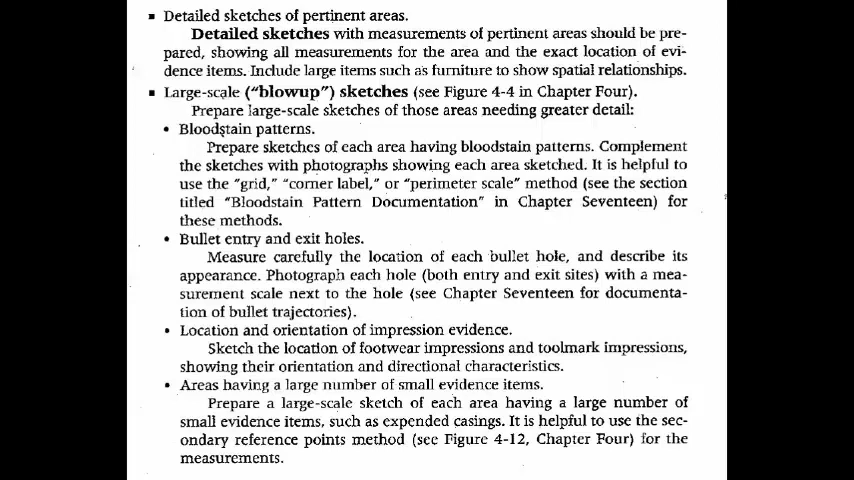 ▪ Detailed sketches of pertinent areas.
Detailed sketches with measurements of pertinent areas should be pre-
pared, showing all measurements for the area and the exact location of evi-
dence items. Include large items such as furniture to show spatial relationships.
▪ Large-scale ("blowup") sketches (see Figure 4-4 in Chapter Four).
Prepare large-scale sketches of those areas needing greater detail:
• Bloodstain patterns.
Prepare sketches of each area having bloodstain patterns. Complement
the sketches with photographs showing each area sketched. It is helpful to
use the "grid," "corner label," or "perimeter scale" method (see the section
titled "Bloodstain Pattern Documentation" in Chapter Seventeen) for
these methods.
• Bullet entry and exit holes.
Measure carefully the location of each bullet hole, and describe its
appearance. Photograph each hole (both entry and exit sites) with a mea-
surement scale next to the hole (see Chapter Seventeen for documenta-
tion of bullet trajectories).
• Location and orientation of impression evidence.
Sketch the location of footwear impressions and toolmark impressions,
showing their orientation and directional characteristics.
• Areas having a large number of small evidence items.
Prepare a large-scale sketch of each area having a large number of
small evidence items, such as expended casings. It is helpful to use the sec-
ondary reference points method (see Figure 4-12, Chapter Four) for the
measurements.